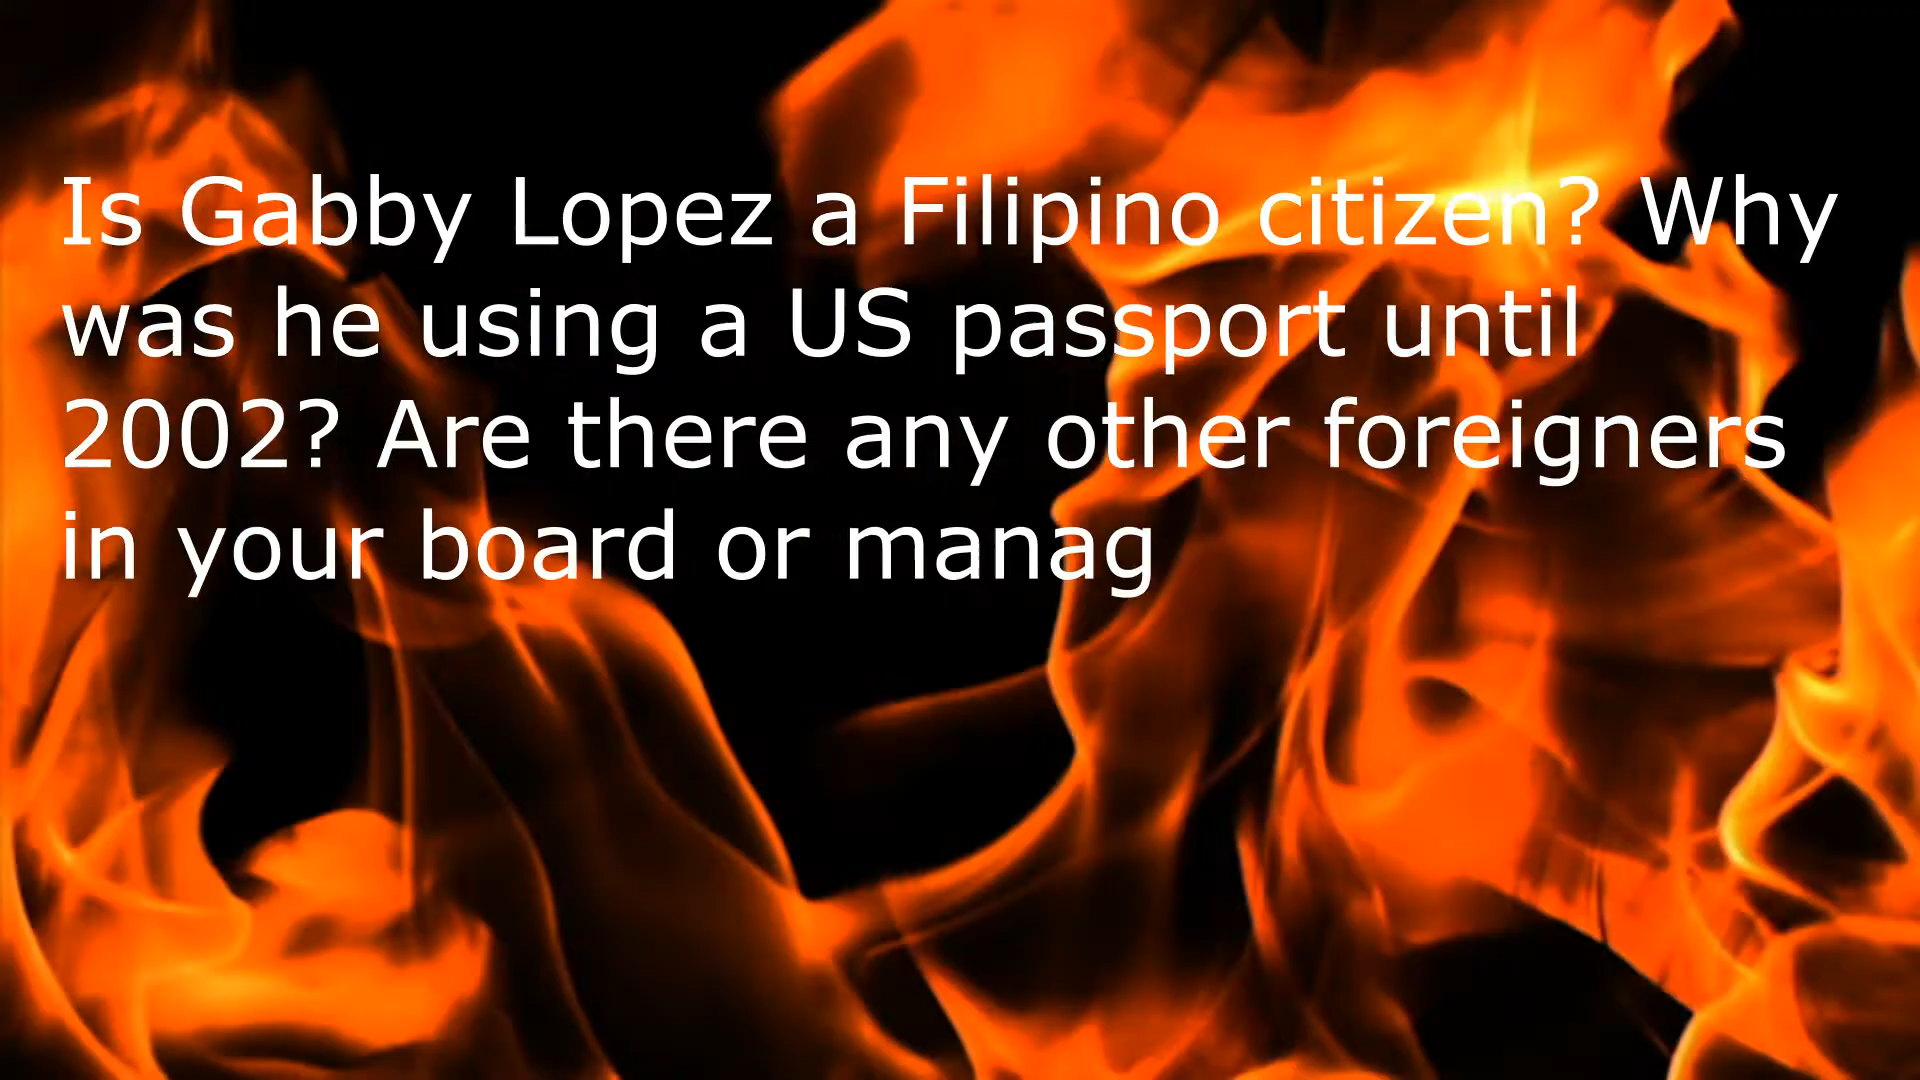 Is Gabby Lopez a Filipino citizen? Why
was he using a US passport until
2002? Are there any other foreigners
in your board or manag